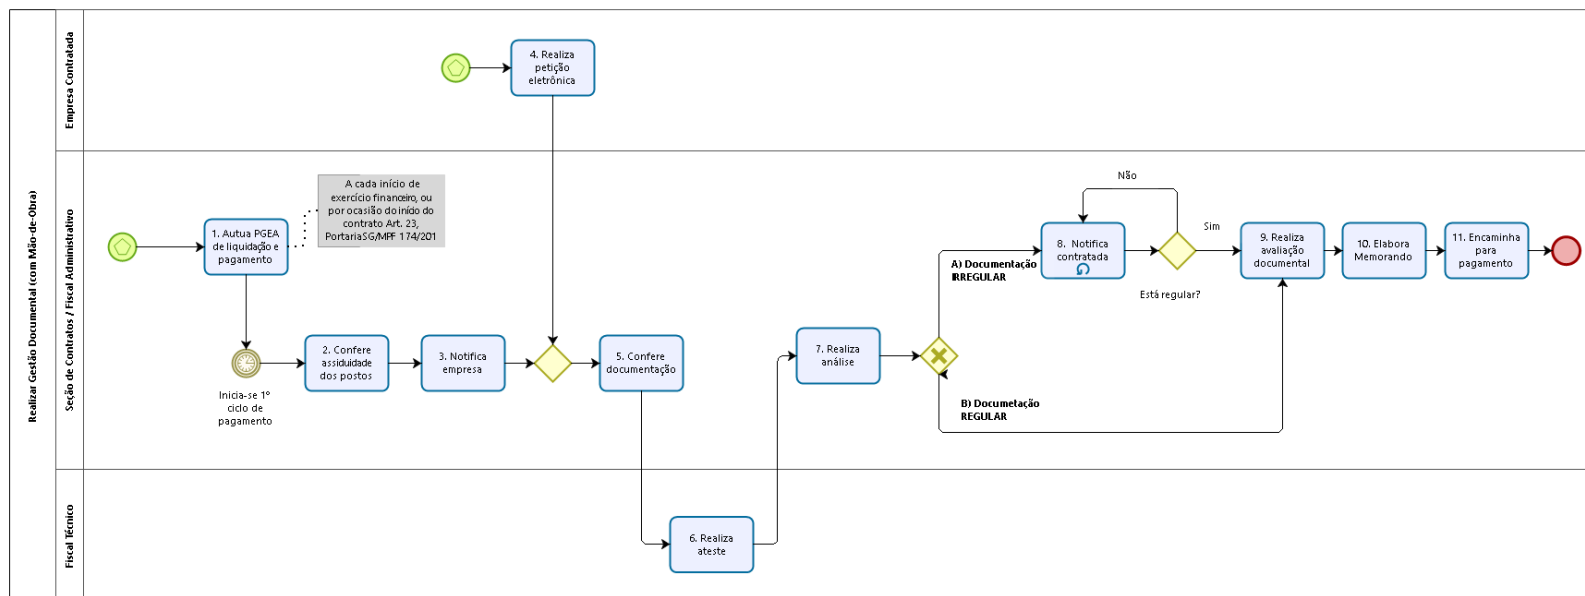 Realizar Gestão Documental (com Mão-de-Obra)
Empresa Contratada
4. Realiza
petição
eletrônica
Seção de Contratos / Fiscal Administrativo
1. Autua PGEA
de liquidação e
pagamento
A cada início de
exercício financeiro, ou
por ocasião do início do
contrato Art. 23,
Portaria SG/MPF 174/201
Inicia-se 1º
ciclo de
pagamento
2. Confere
assiduidade
dos postos
3. Notifica
empresa
5. Confere
documentação
7. Realiza
análise
A) Documentação
IRREGULAR
B) Documetação
REGULAR
8. Notifica
contratada
Não
Sim
Está regular?
9. Realiza
avaliação
documental
10. Elabora
Memorando
11. Encaminha
para
pagamento
Fiscal Técnico
6. Realiza
ateste